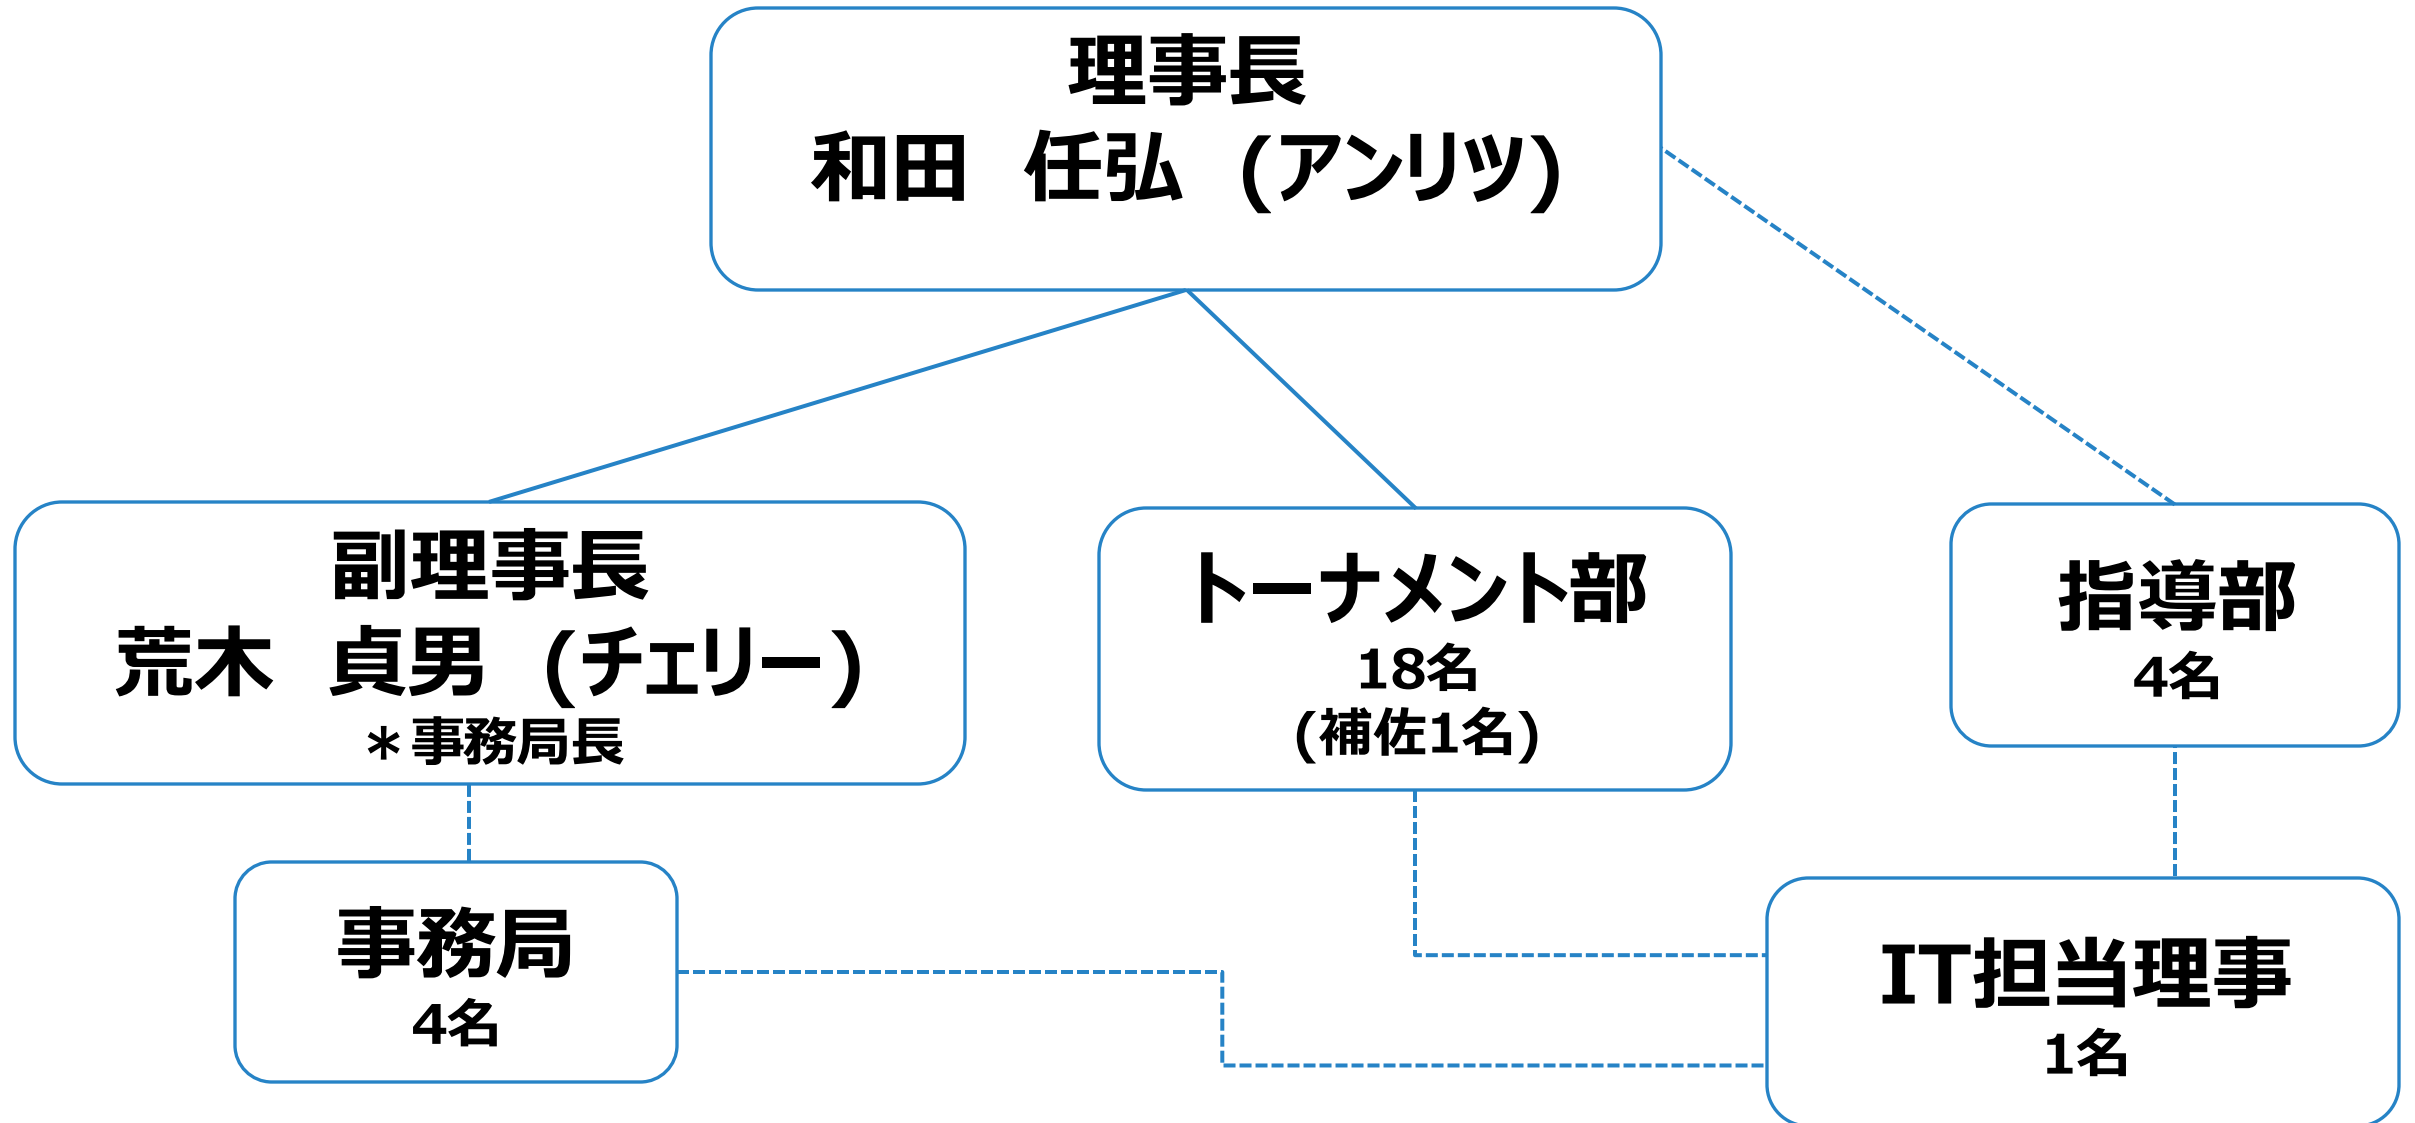 理事長
和田　任弘　(アンリツ)
副理事長
荒木　貞男　(チェリー)
＊事務局長
トーナメント部
18名
(補佐1名)
指導部
4名
事務局
4名
IT担当理事
1名